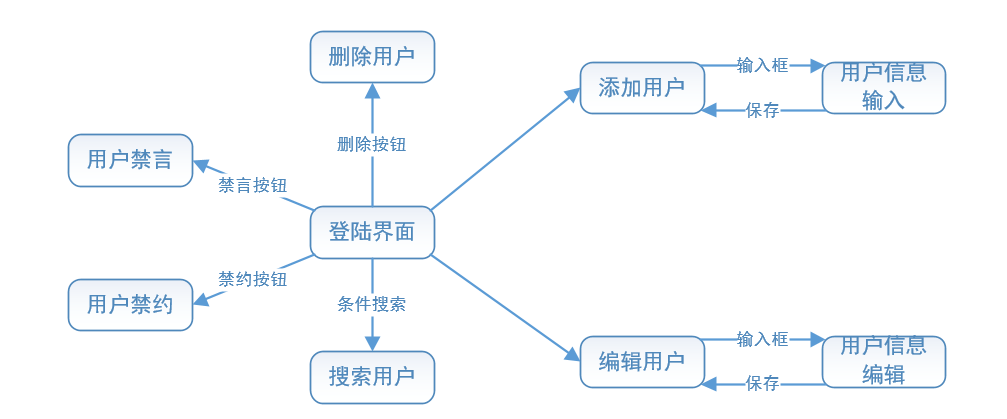 删除用户
添加用户
输入框
用户信息
输入
保存
删除按钮
用户禁言
禁言按钮
登陆界面
禁约按钮
用户禁约
条件搜索
搜索用户
编辑用户
输入框
用户信息
编辑
保存